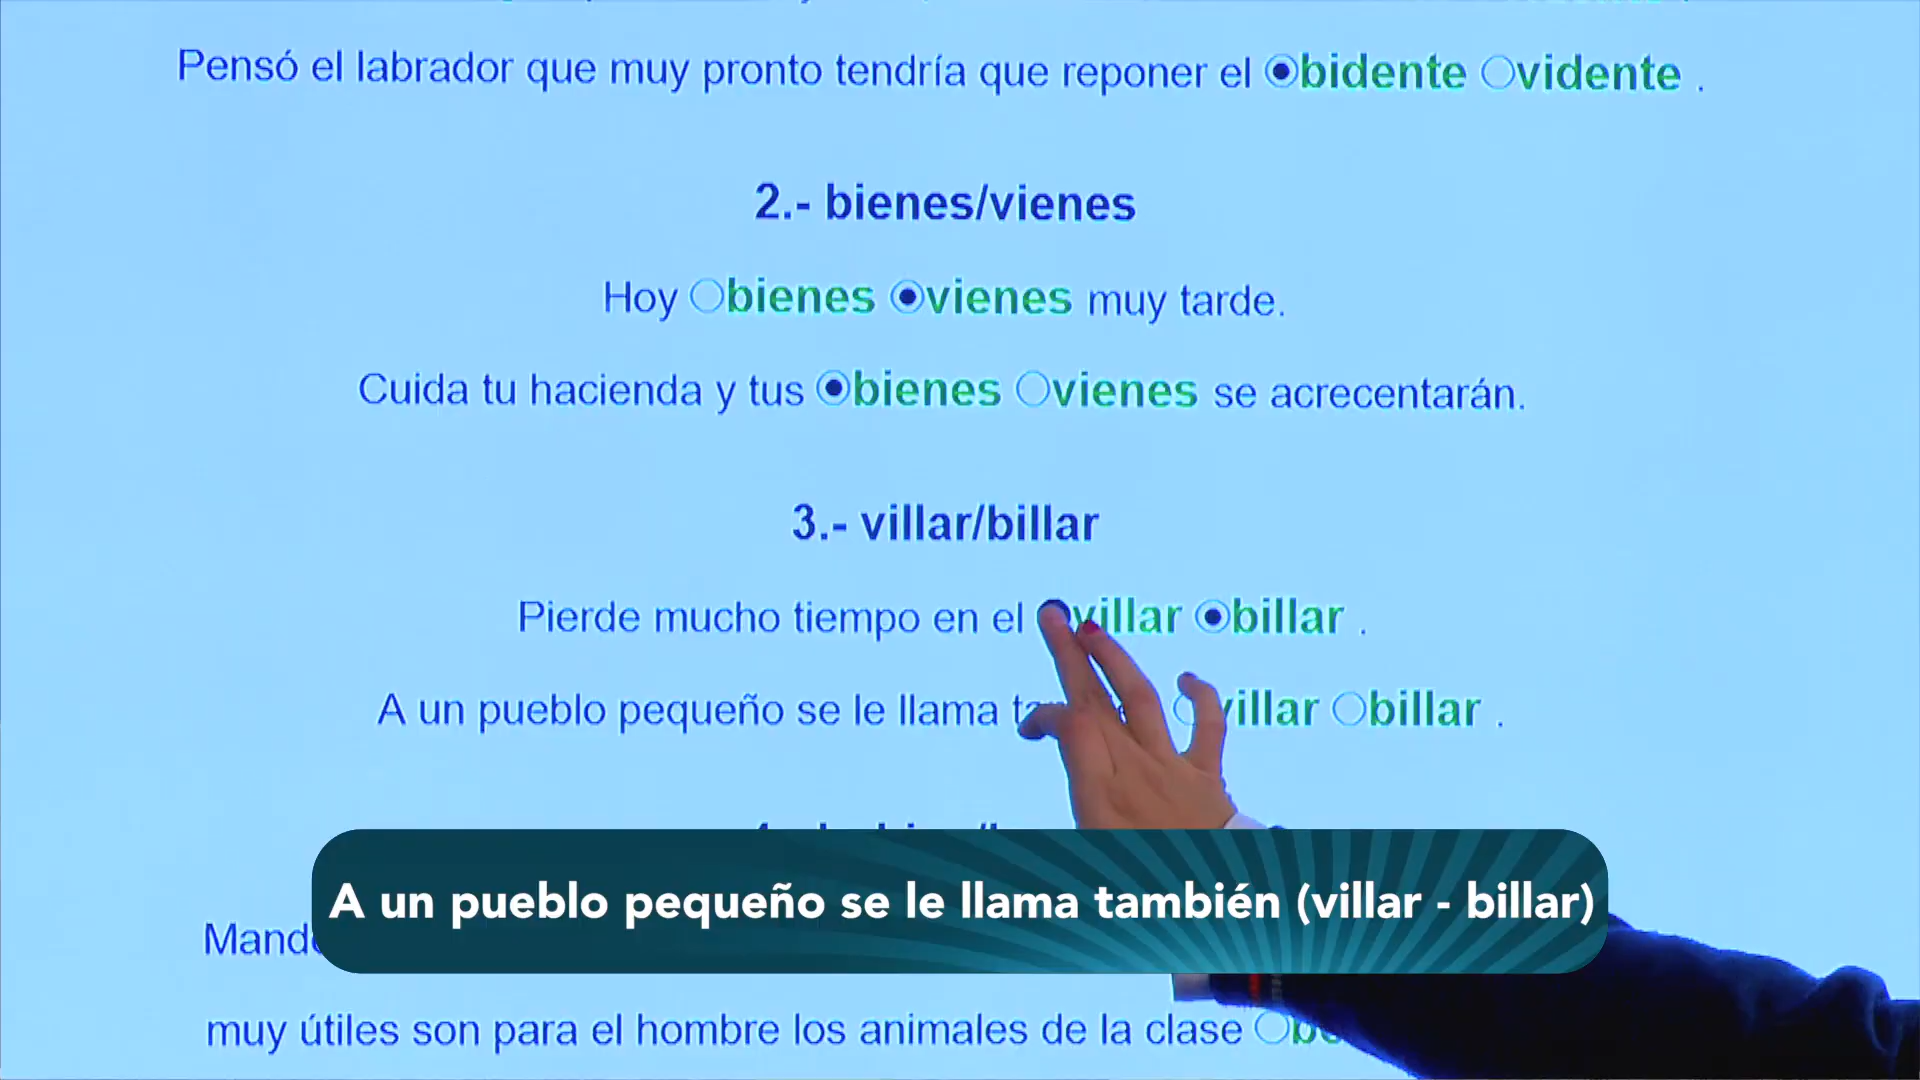 Pensó el labrador que muy pronto tendría que reponer el bidente vidente .
2.- bienes/vienes
Hoy bienes vienes muy tarde.
Cuida tu hacienda y tus bienes vienes se acrecentarán.
3.- villar/billar
Pierde mucho tiempo en el villar billar .
A un pueblo pequeño se le llama villar billar .
A un pueblo pequeño se le llama también (villar - billar)
muy útiles son para el hombre los animales de la clase